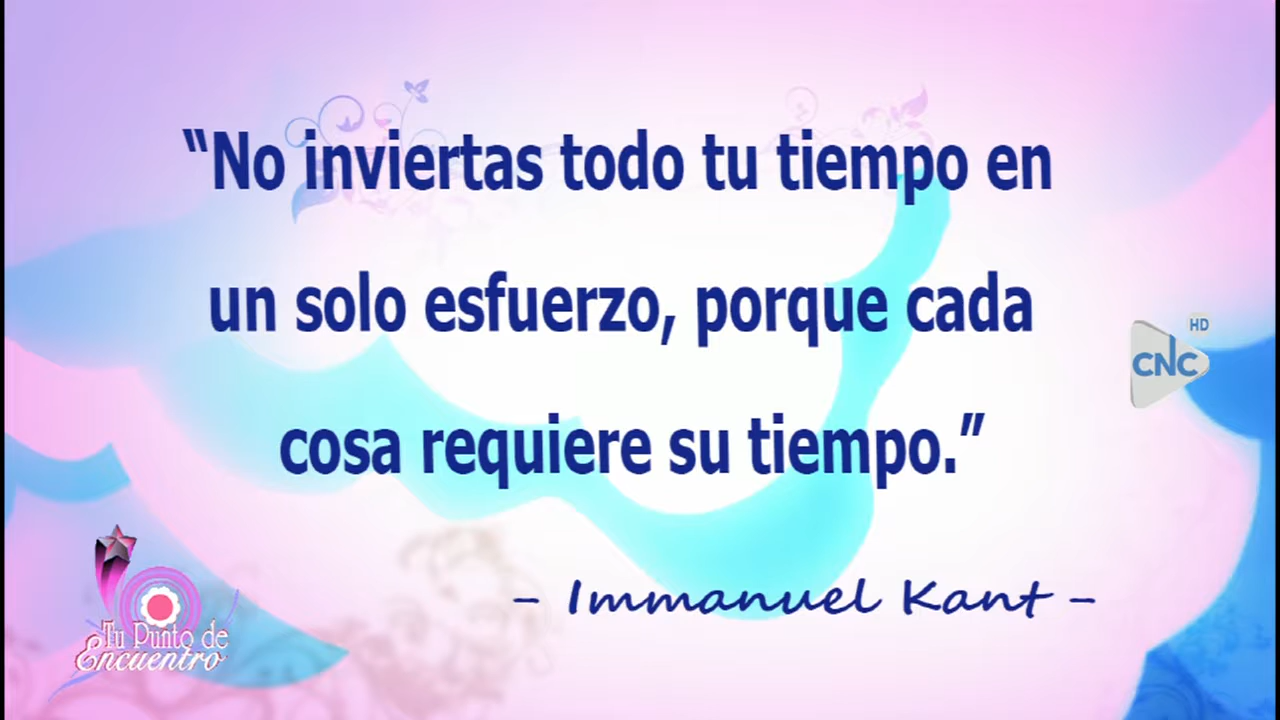 “No inviertas todo tu tiempo en
un solo esfuerzo, porque cada
cosa requiere su tiempo.”
HD
CNC
- Immanuel Kant -
Tu Punto de
Encuentro